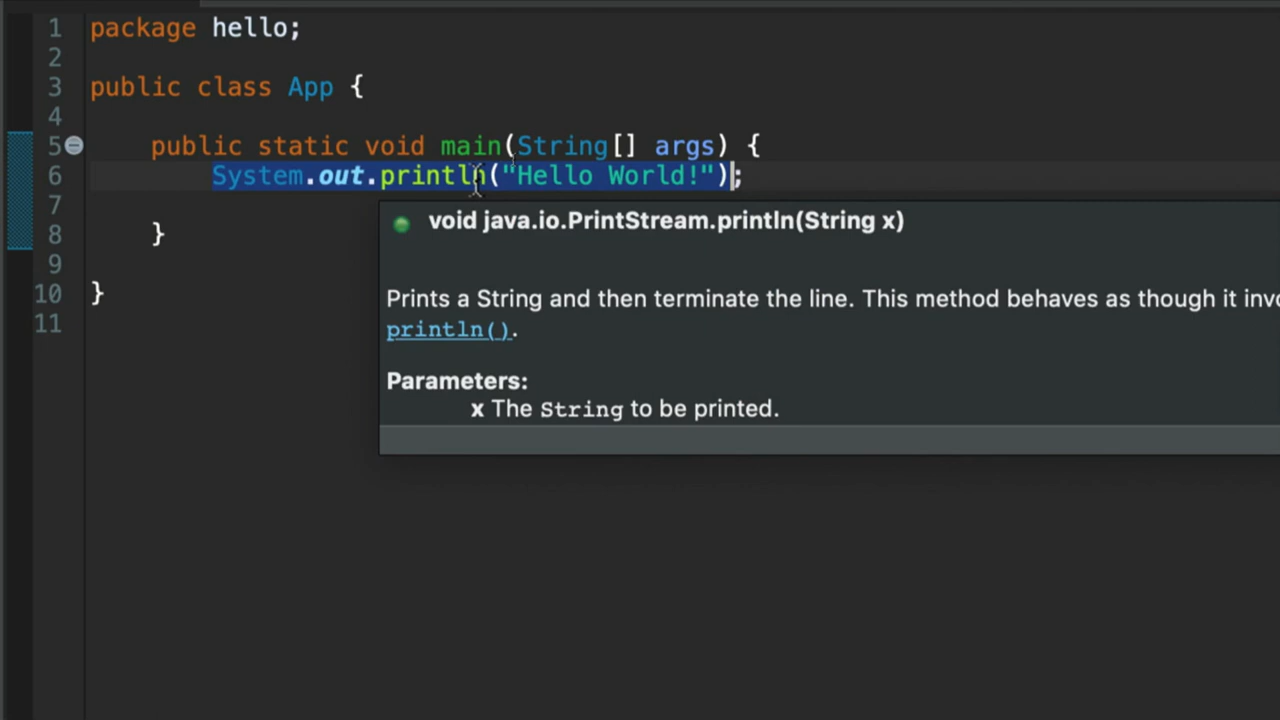 1 package hello;
2
3 public class App {
4
5 public static void main(String[] args) {
6 System.out.println("Hello World!");
7
8 }
9
10 }
11
void java.io.PrintStream.println(String x)
Prints a String and then terminate the line. This method behaves as though it
println().
Parameters:
x The String to be printed.